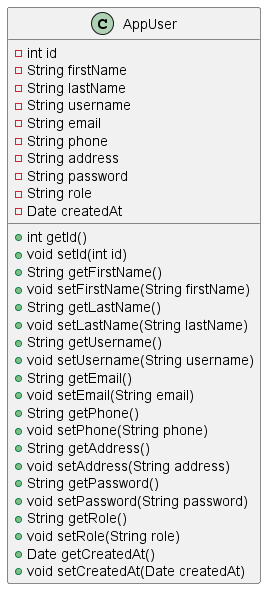 C AppUser
int id
String firstName
String lastName
String username
String email
String phone
String address
String password
String role
Date createdAt
int getId()
void setId(int id)
String getFirstName()
void setFirstName(String firstName)
String getLastName()
void setLastName(String lastName)
String getUsername()
void setUsername(String username)
String getEmail()
void setEmail(String email)
String getPhone()
void setPhone(String phone)
String getAddress()
void setAddress(String address)
String getPassword()
void setPassword(String password)
String getRole()
void setRole(String role)
Date getCreatedAt()
void setCreatedAt(Date createdAt)